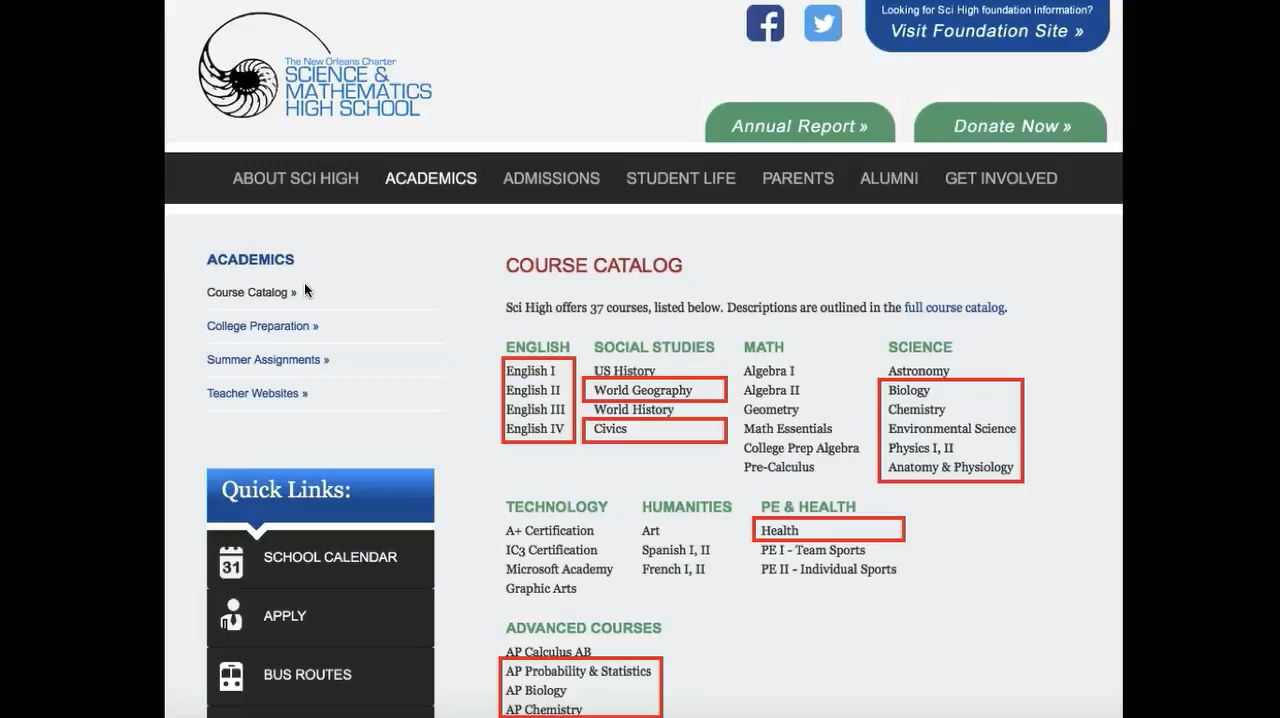 Looking for Sci High foundation information?
Visit Foundation Site »
The New Orleans Charter
SCIENCE &
MATHEMATICS
HIGH SCHOOL
Annual Report »
Donate Now »
ABOUT SCI HIGH
ACADEMICS
ADMISSIONS
STUDENT LIFE
PARENTS
ALUMNI
GET INVOLVED
ACADEMICS
Course Catalog »
College Preparation »
Summer Assignments »
Teacher Websites »
Quick Links:
31
SCHOOL CALENDAR
APPLY
BUS ROUTES
COURSE CATALOG
Sci High offers 37 courses, listed below. Descriptions are outlined in the full course catalog.
ENGLISH
English I
English II
English III
English IV
SOCIAL STUDIES
US History
World Geography
World History
Civics
MATH
Algebra I
Algebra II
Geometry
Math Essentials
College Prep Algebra
Pre-Calculus
SCIENCE
Astronomy
Biology
Chemistry
Environmental Science
Physics I, II
Anatomy & Physiology
TECHNOLOGY
A+ Certification
IC3 Certification
Microsoft Academy
Graphic Arts
HUMANITIES
Art
Spanish I, II
French I, II
PE & HEALTH
Health
PE I - Team Sports
PE II - Individual Sports
ADVANCED COURSES
AP Calculus AB
AP Probability & Statistics
AP Biology
AP Chemistry